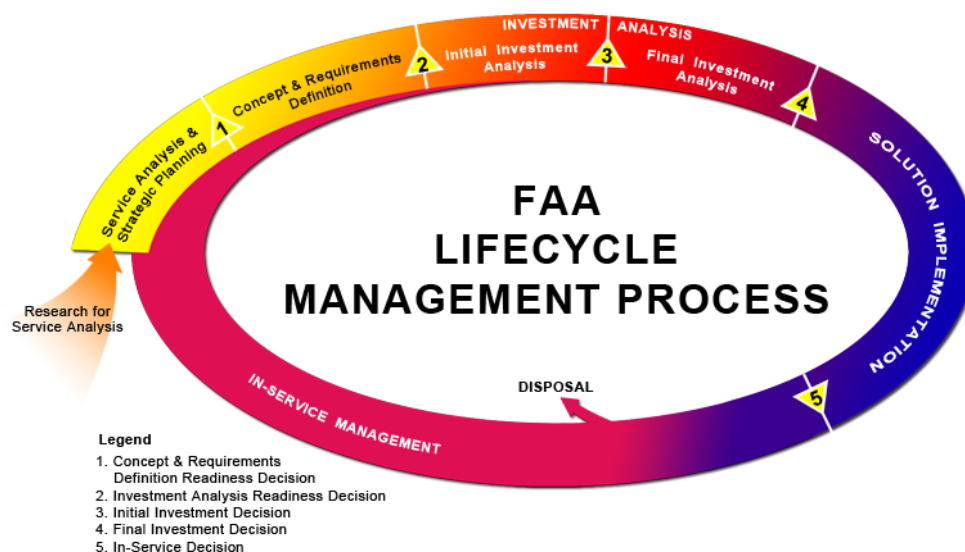 INVESTMENT ANALYSIS
Initial Investment
Analysis
Final Investment
Analysis
Concept & Requirements
Definition
Service Analysis &
Strategic Planning
1
2
3
4
5
SOLUTION IMPLEMENTATION
FAA
LIFECYCLE
MANAGEMENT PROCESS
Research for
Service Analysis
DISPOSAL
IN-SERVICE MANAGEMENT
Legend
1. Concept & Requirements
Definition Readiness Decision
2. Investment Analysis Readiness Decision
3. Initial Investment Decision
4. Final Investment Decision
5. In-Service Decision